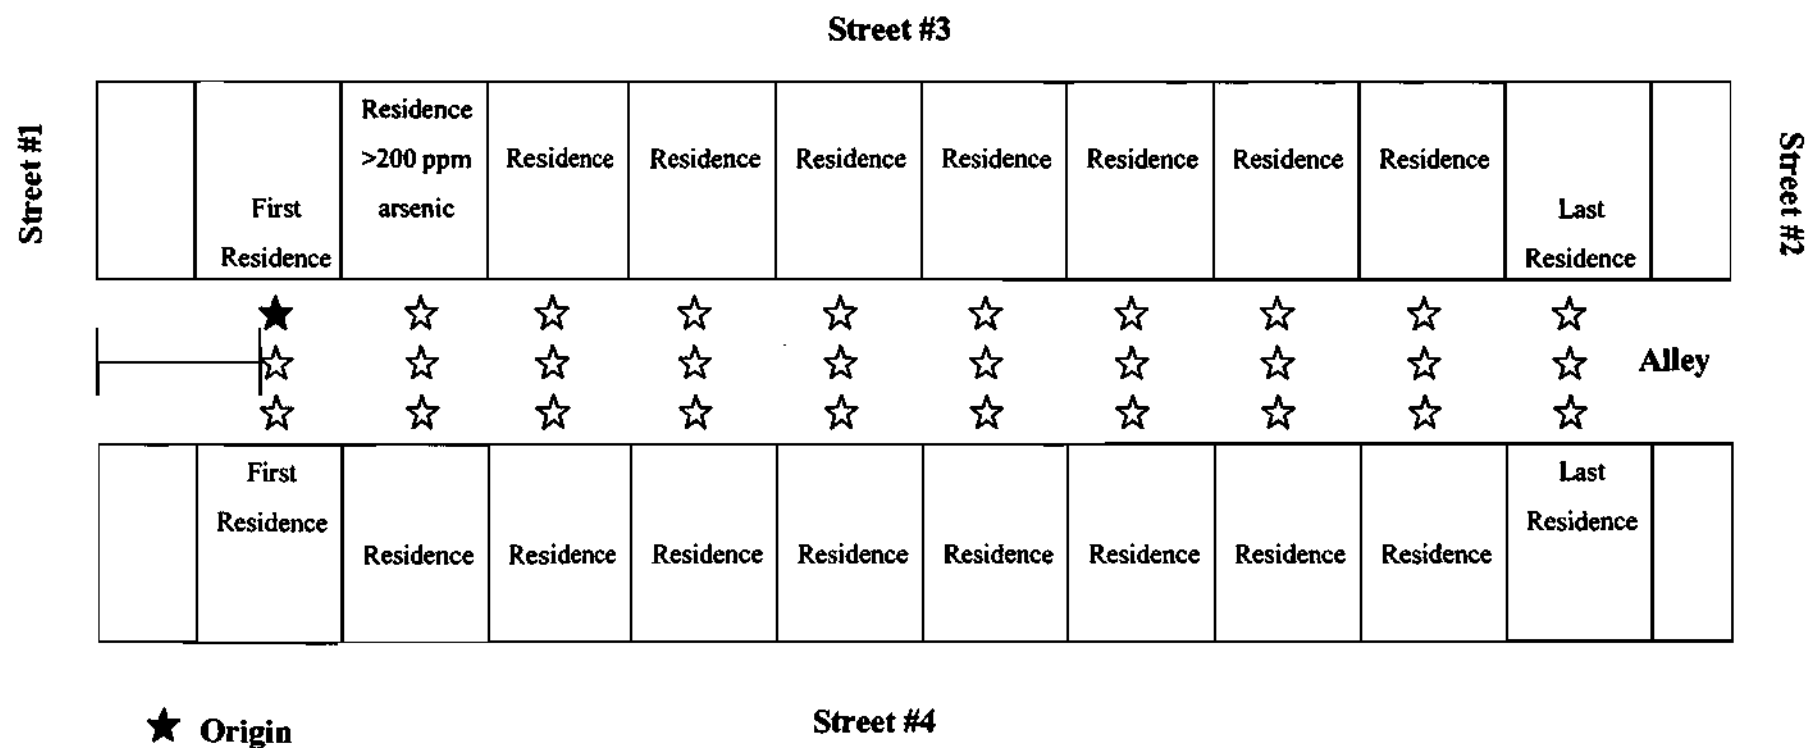 Street #3
Street #1
Residence
>200 ppm
arsenic
First
Residence
Residence
Residence
Residence
Residence
Residence
Residence
Residence
Last
Residence
Street #2
Alley
First
Residence
Residence
Residence
Residence
Residence
Residence
Residence
Residence
Residence
Last
Residence
Origin
Street #4